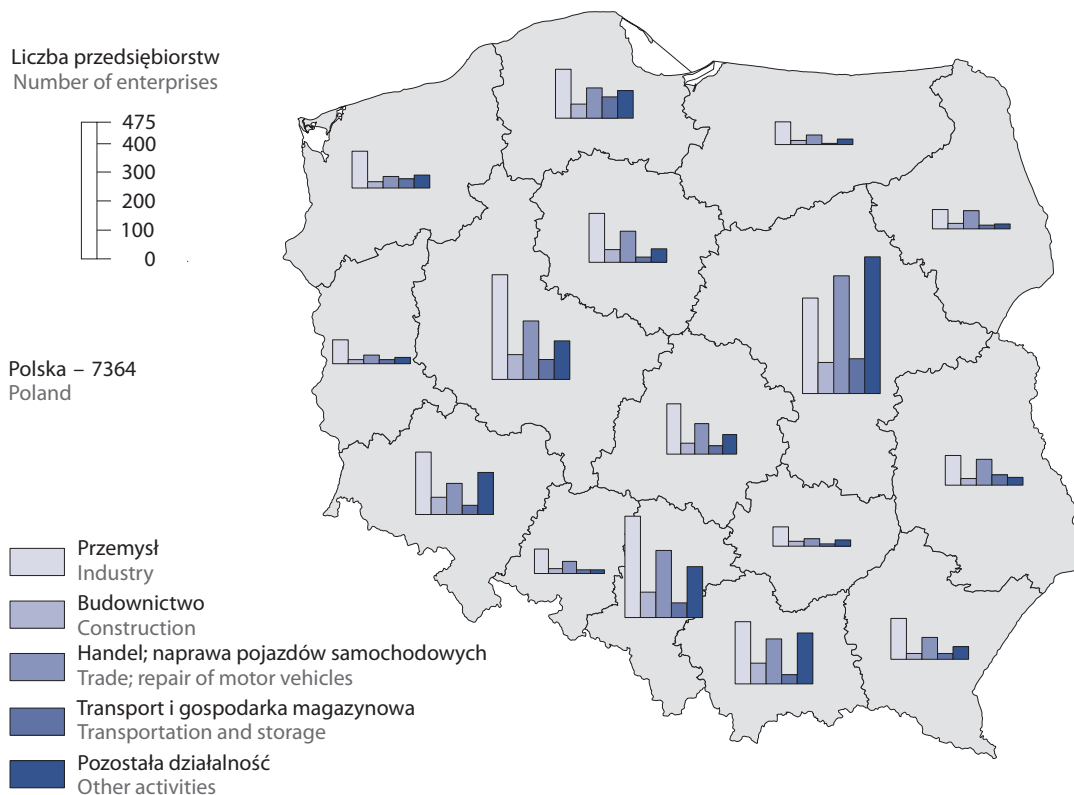 Liczba przedsiębiorstw
Number of enterprises
475
400
300
200
100
0
Polska – 7364
Poland
Przemysł
Industry
Budownictwo
Construction
Handel; naprawa pojazdów samochodowych
Trade; repair of motor vehicles
Transport i gospodarka magazynowa
Transportation and storage
Pozostała działalność
Other activities